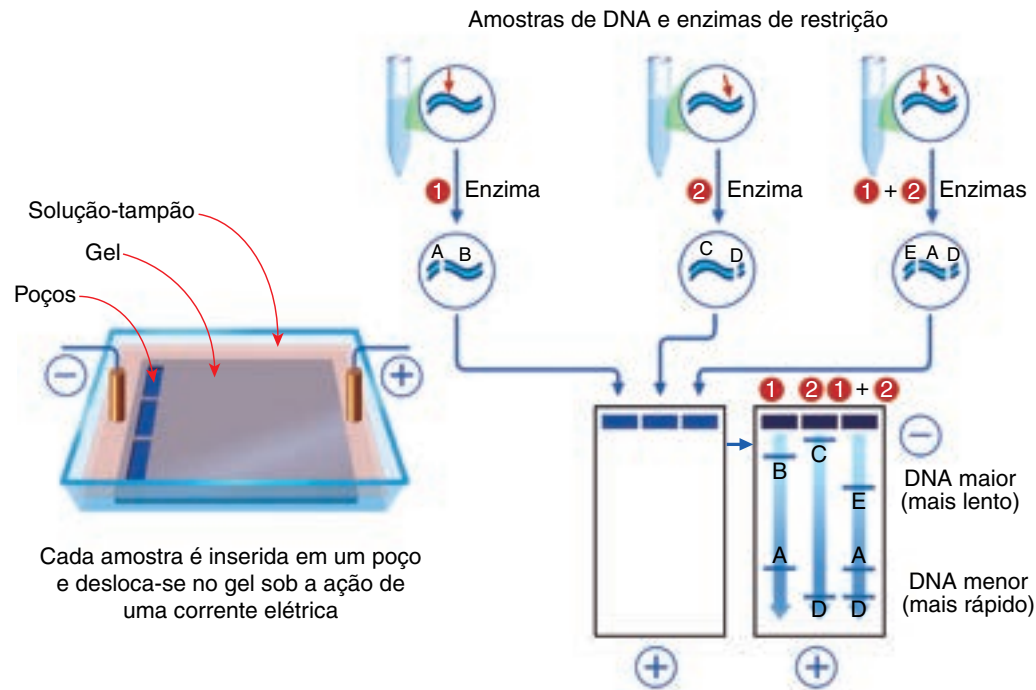 Amostras de DNA e enzimas de restrição
1 Enzima
2 Enzima
1 + 2 Enzimas
A B
C D
E A D
Solução-tampão
Gel
Poços
−
+
Cada amostra é inserida em um poço
e desloca-se no gel sob a ação de
uma corrente elétrica
1 2 1 + 2
−
B
C
E
A
A
D
D
DNA maior
(mais lento)
DNA menor
(mais rápido)
+
+